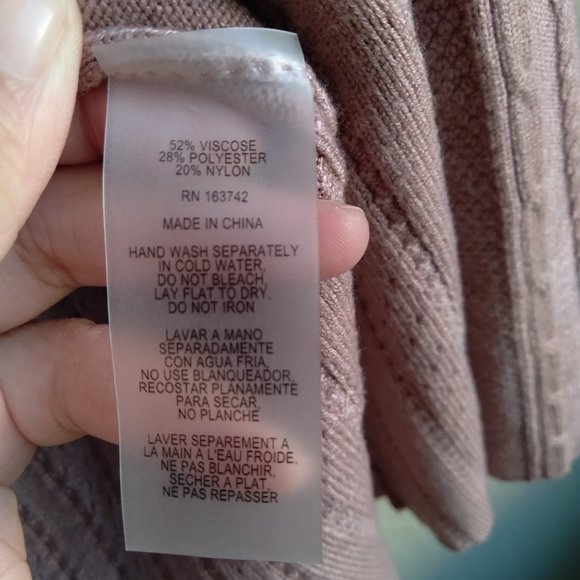 52% VISCOSE
28% POLYESTER
20% NYLON
RN 163742
MADE IN CHINA
HAND WASH SEPARATELY
IN COLD WATER,
DO NOT BLEACH,
LAY FLAT TO DRY,
DO NOT IRON
LAVAR A MANO
SEPARADAMENTE
CON AGUA FRIA,
NO USE BLANQUEADOR,
RECOSTAR PLANAMENTE
PARA SECAR,
NO PLANCHE
LAVER SEPAREMENT A
LA MAIN A L'EAU FROIDE,
NE PAS BLANCHIR,
SECHER A PLAT,
NE PAS REPASSER